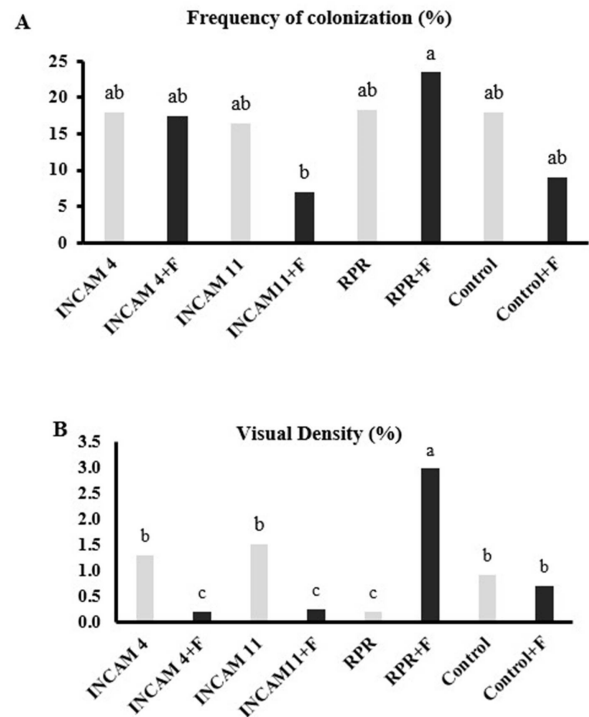 A
Frequency of colonization (%)
25
20
15
10
5
0
ab
ab
ab
b
ab
a
ab
ab
INCAM 4
INCAM 4+F
INCAM 11
INCAM11+F
RPR
RPR+F
Control
Control+F
B
Visual Density (%)
3.5
3.0
2.5
2.0
1.5
1.0
0.5
0.0
b
c
b
c
c
a
b
b
INCAM 4
INCAM 4+F
INCAM 11
INCAM11+F
RPR
RPR+F
Control
Control+F